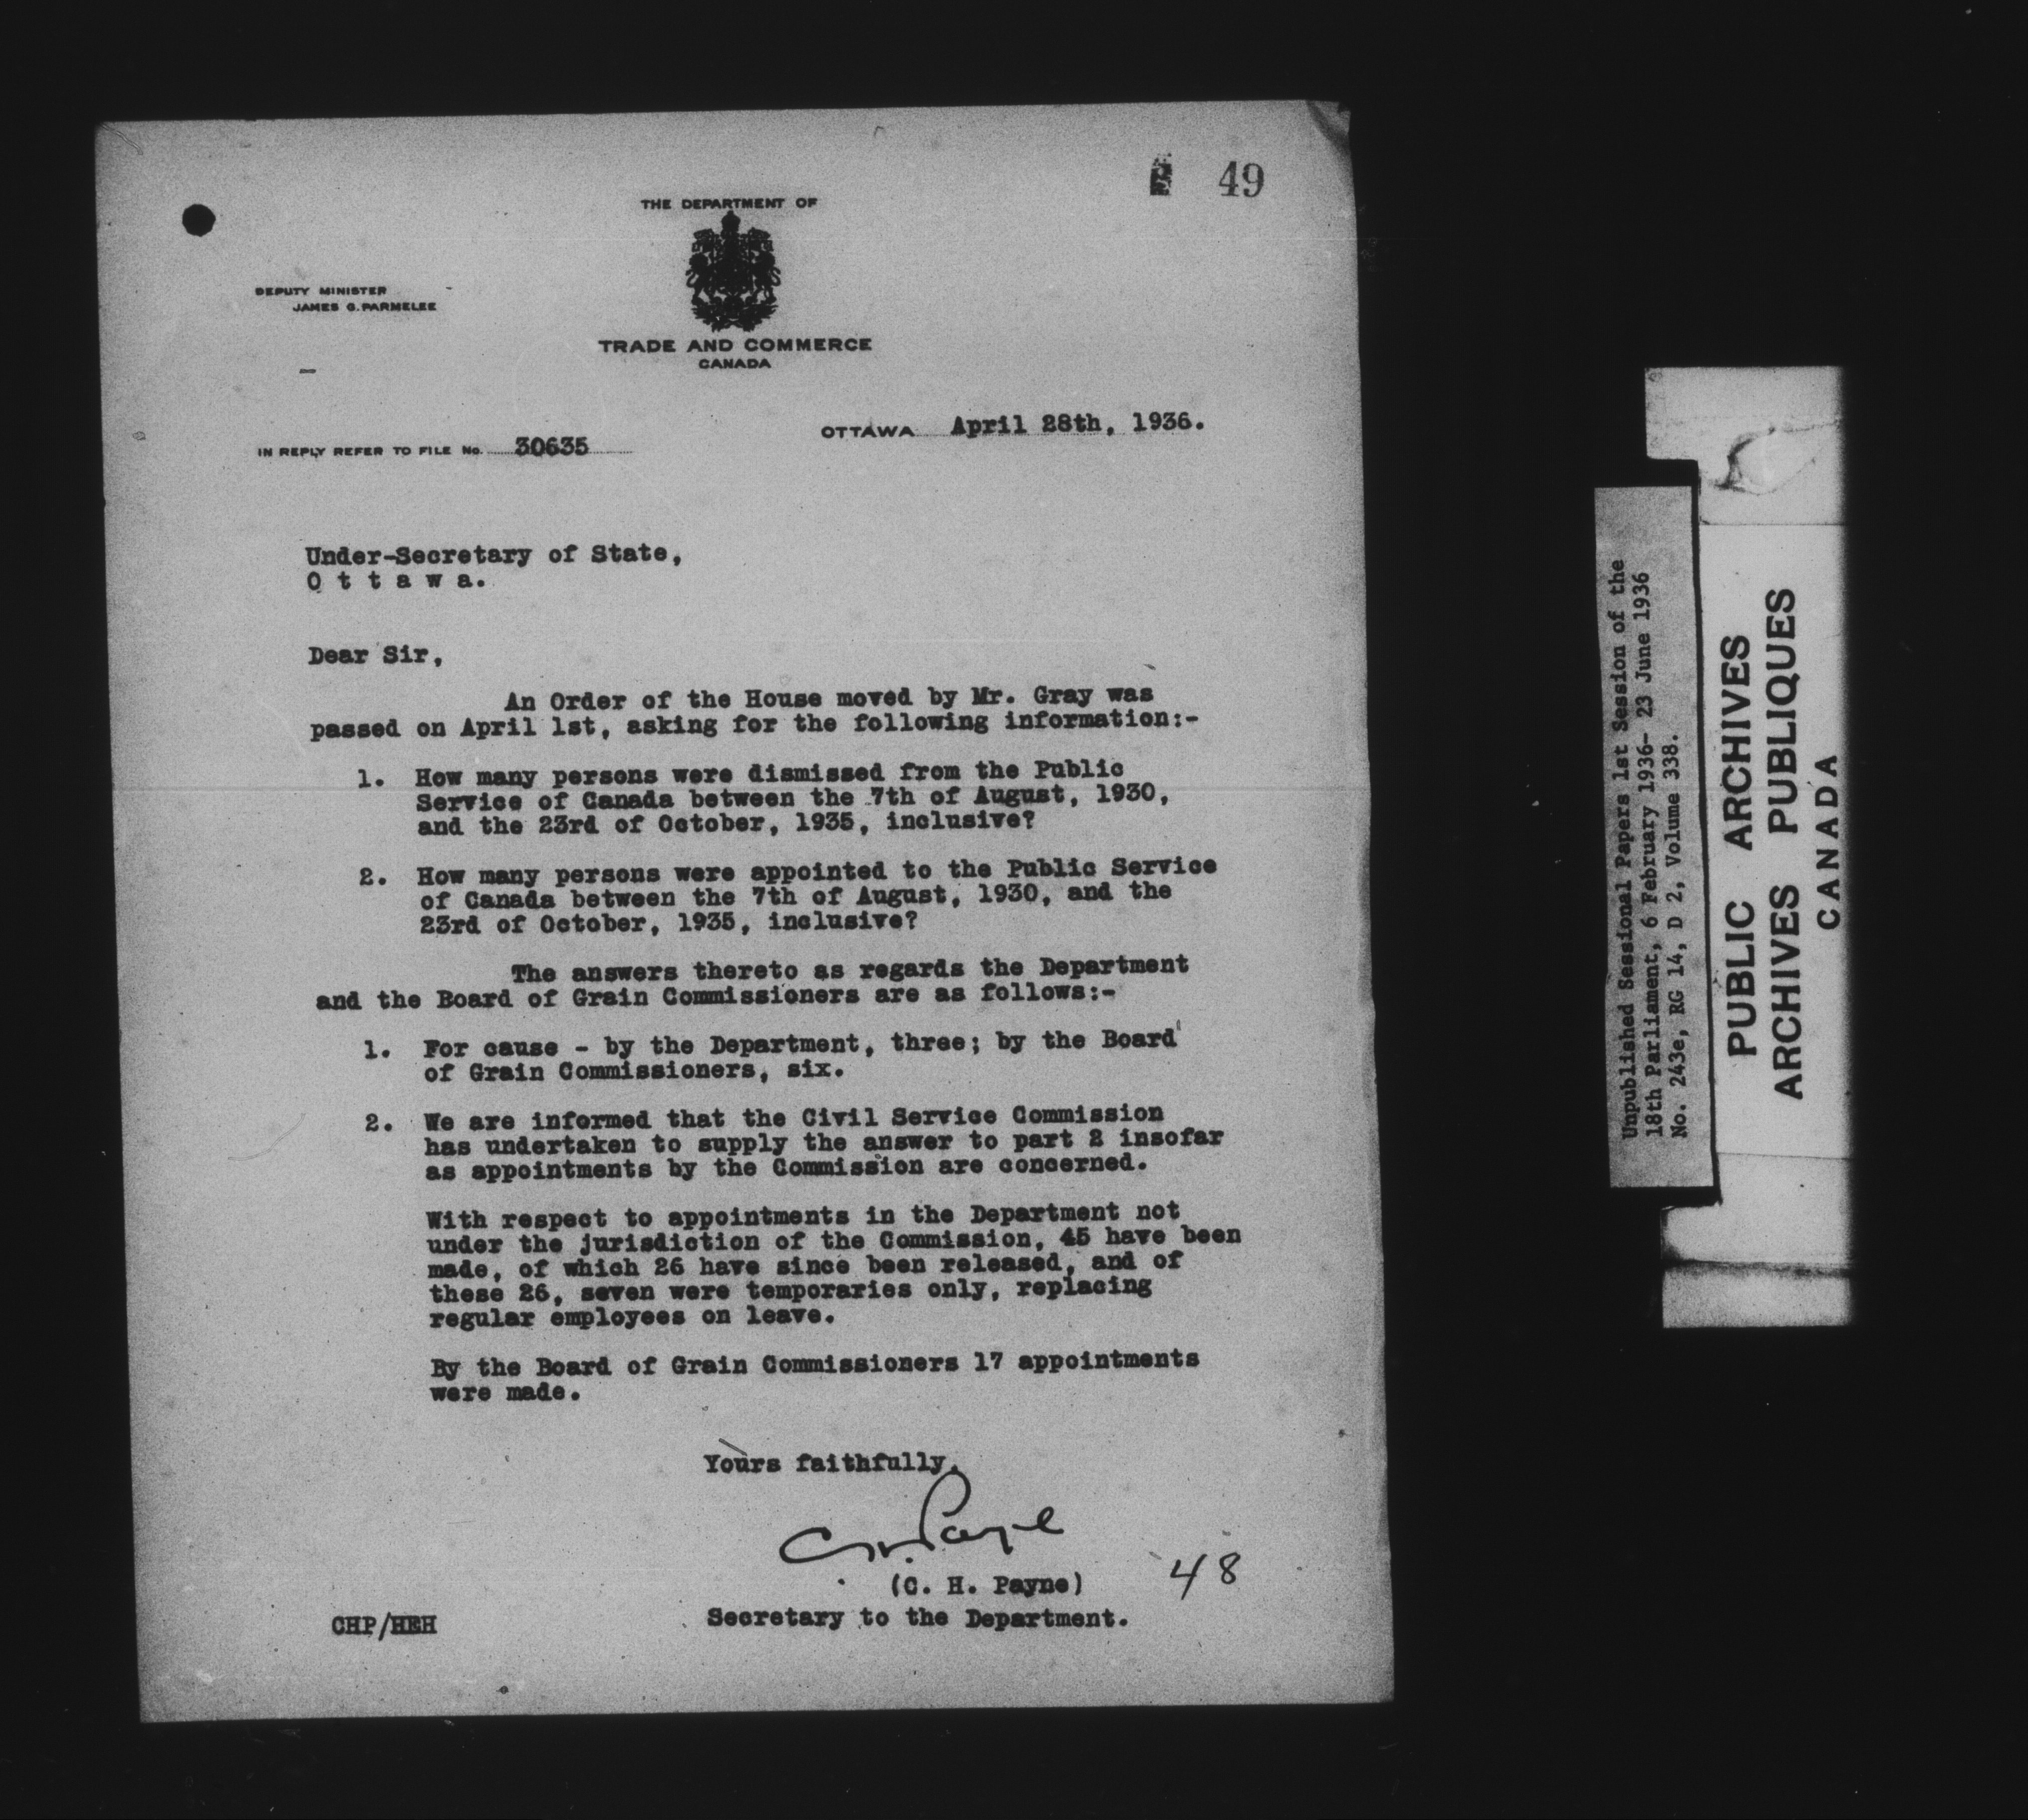 49
THE DEPARTMENT OF
DEPUTY MINISTER
JAMES G. PARMELEE
TRADE AND COMMERCE
CANADA
OTTAWA April 28th, 1936.
IN REPLY REFER TO FILE No. 30635
Under-Secretary of State,
O t t a w a.
Dear Sir,
An Order of the House moved by Mr. Gray was
passed on April 1st, asking for the following information:-
1. How many persons were dismissed from the Public
Service of Canada between the 7th of August, 1930,
and the 23rd of October, 1935, inclusive?
2. How many persons were appointed to the Public Service
of Canada between the 7th of August, 1930, and the
23rd of October, 1935, inclusive?
The answers thereto as regards the Department
and the Board of Grain Commissioners are as follows:-
1. For cause - by the Department, three; by the Board
of Grain Commissioners, six.
2. We are informed that the Civil Service Commission
has undertaken to supply the answer to part 2 insofar
as appointments by the Commission are concerned.
With respect to appointments in the Department not
under the jurisdiction of the Commission, 45 have been
made, of which 26 have since been released, and of
these 26, seven were temporaries only, replacing
regular employees on leave.
By the Board of Grain Commissioners 17 appointments
were made.
Yours faithfully,
C.H. Payne
(C. H. Payne)
48
CHP/HEH
Secretary to the Department.
Unpublished Sessional Papers 1st Session of the
18th Parliament, 6 February 1936- 23 June 1936
No. 243e, RG 14, D 2, Volume 338.
PUBLIC ARCHIVES
ARCHIVES PUBLIQUES
CANADA